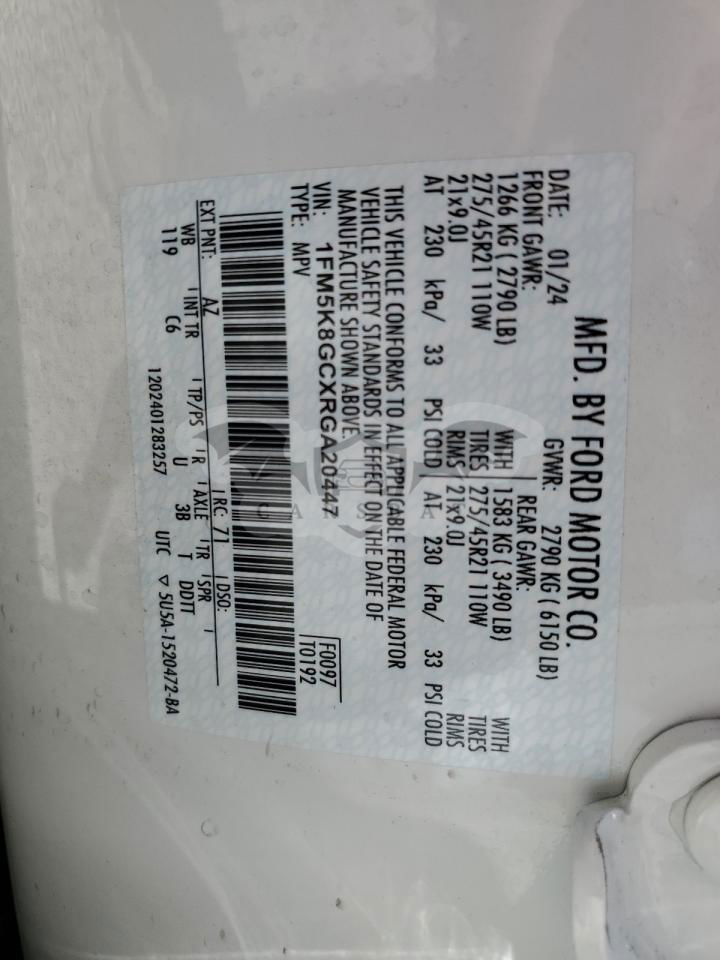 MFD. BY FORD MOTOR CO.
DATE: 01/24 GVWR: 2790 KG ( 6150 LB)
FRONT GAWR: REAR GAWR:
1266 KG ( 2790 LB) WITH 1583 KG ( 3490 LB) WITH
275/45R21 110W TIRES 275/45R21 110W TIRES
21x9.0J RIMS 21x9.0J RIMS
AT 230 kPa/ 33 PSI COLD AT 230 kPa/ 33 PSI COLD
THIS VEHICLE CONFORMS TO ALL APPLICABLE FEDERAL MOTOR
VEHICLE SAFETY STANDARDS IN EFFECT ON THE DATE OF
MANUFACTURE SHOWN ABOVE.
VIN: 1FM5K8GCXRGA20447
TYPE: MPV
F0097
T0192
EXT PNT: AZ RC: 71 DSO:
WB INT TR TP/PS R AXLE TR SPR
119 C6 U 3B T DDTT
1202401283257 UTC ▽ 5U5A-1520472-BA